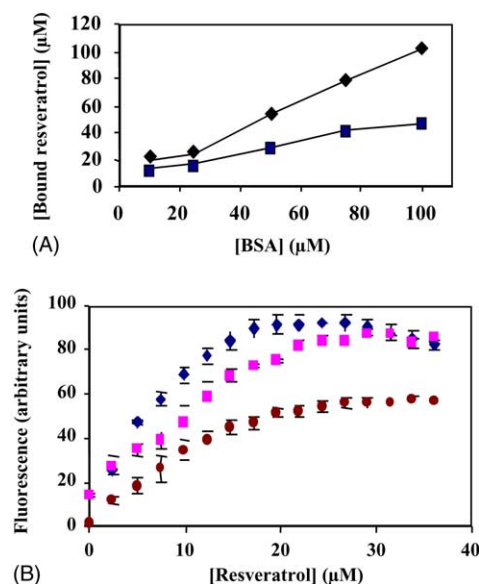 120
100
80
60
40
20
0
[Bound resveratrol] (µM)
0 20 40 60 80 100
[BSA] (µM)
(A)
100
80
60
40
20
0
Fluorescence (arbitrary units)
0 10 20 30 40
[Resveratrol] (µM)
(B)